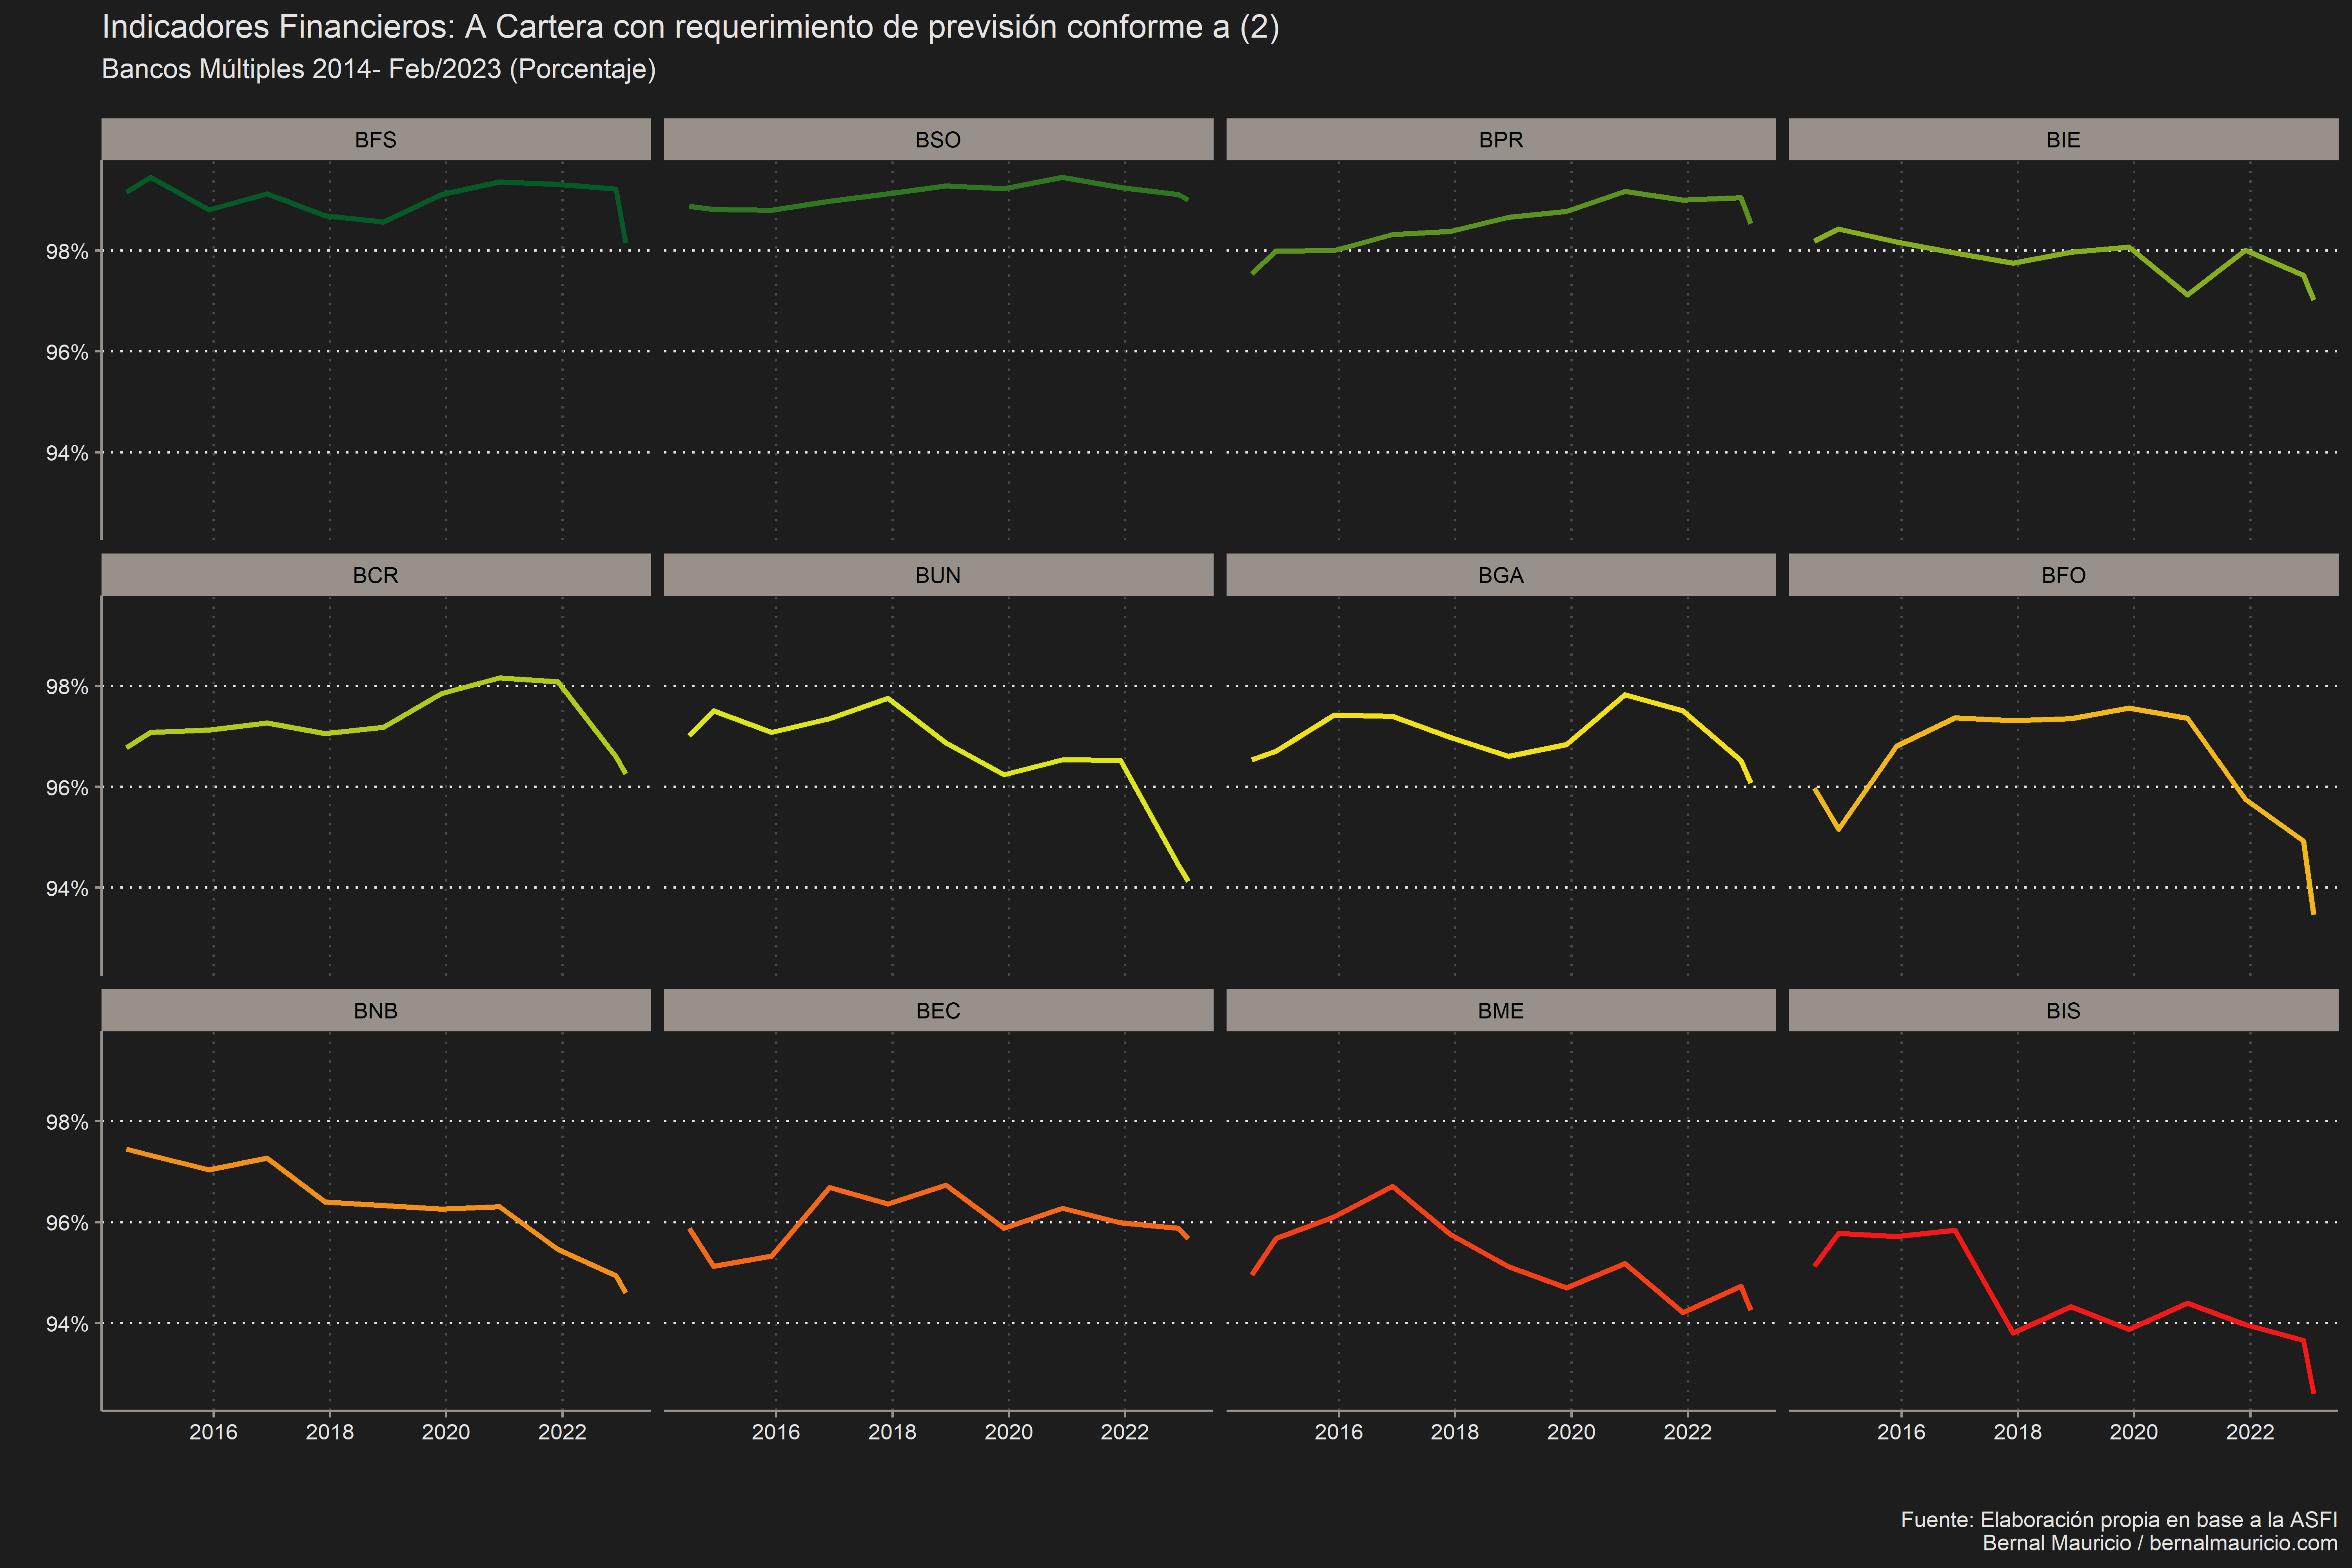 Indicadores Financieros: A Cartera con requerimiento de previsión conforme a (2)
Bancos Múltiples 2014- Feb/2023 (Porcentaje)
BFS BSO BPR BIE
98%
96%
94%
BCR BUN BGA BFO
98%
96%
94%
BNB BEC BME BIS
98%
96%
94%
2016 2018 2020 2022 2016 2018 2020 2022 2016 2018 2020 2022 2016 2018 2020 2022
Fuente: Elaboración propia en base a la ASFI
Bernal Mauricio / bernalmauricio.com